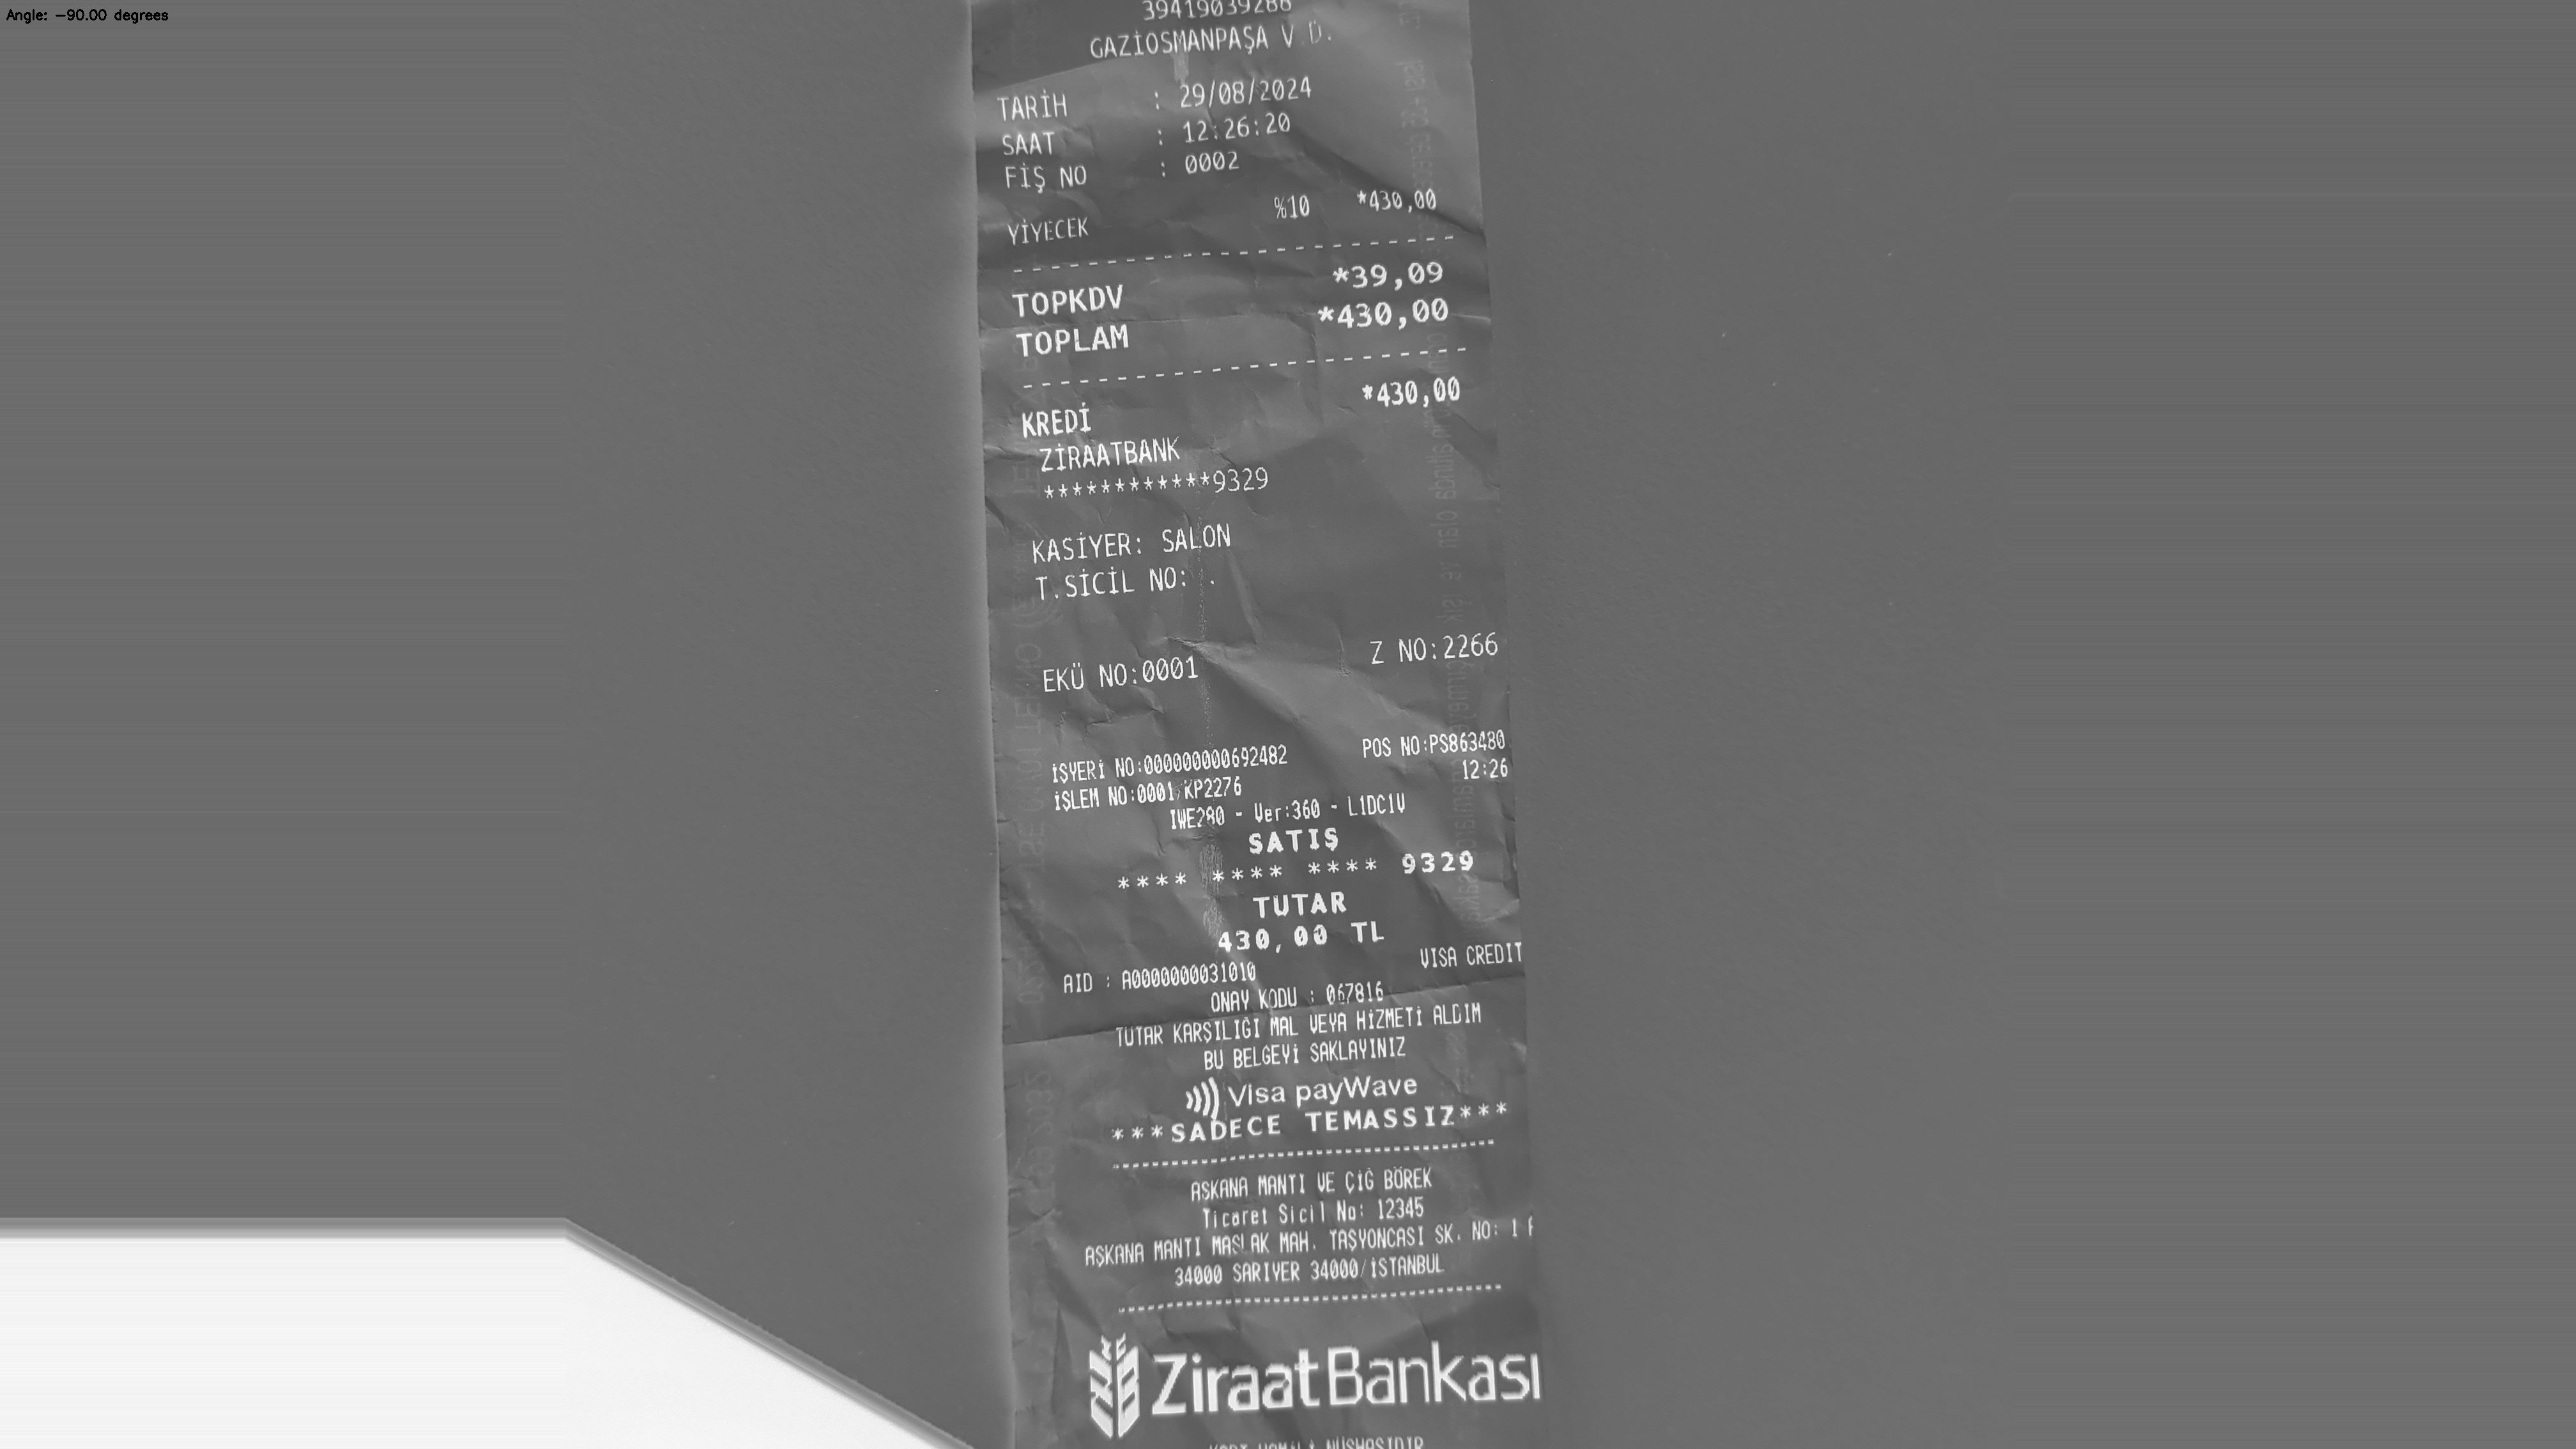 Angle: −90.00 degrees
39419039286
GAZİOSMANPAŞA V.D.
TARİH : 29/08/2024
SAAT : 12:26:20
FİŞ NO : 0002
YİYECEK %10 *430,00
TOPKDV *39,09
TOPLAM *430,00
KREDİ *430,00
ZİRAATBANK
************9329
KASİYER: SALON
T.SİCİL NO: .
EKÜ NO:0001 Z NO:2266
İŞYERİ NO:000000000692482 POS NO:PS863480
İŞLEM NO:0001/KP2276 12:26
IWE280 - Ver:360 - L1DC1V
SATIŞ
**** **** **** 9329
TUTAR
430,00 TL
AID : A0000000031010 VISA CREDIT
ONAY KODU : 067816
TUTAR KARŞILIĞI MAL VEYA HİZMETİ ALDIM
BU BELGEYİ SAKLAYINIZ
Visa payWave
***SADECE TEMASSIZ***
AŞKANA MANTI VE ÇİĞ BÖREK
Ticaret Sicil No: 12345
AŞKANA MANTI MASLAK MAH. TAŞYONCASI SK. NO: 1
34000 SARIYER 34000/İSTANBUL
ZiraatBankası